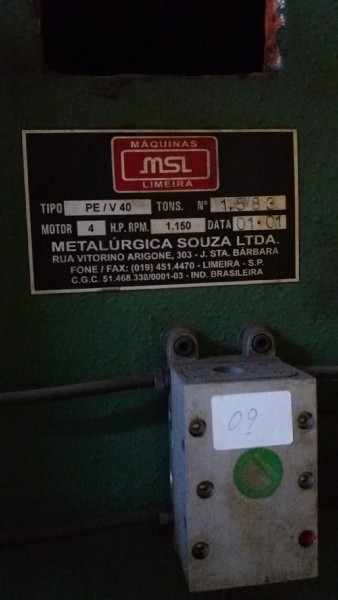 MÁQUINAS
MSL
LIMEIRA
TIPO PE / V 40 TONS. Nº 1.583
MOTOR 4 H.P. RPM. 1.150 DATA 01·01
METALÚRGICA SOUZA LTDA.
RUA VITORINO ARIGONE, 303 - J. STA. BÁRBARA
FONE / FAX: (019) 451.4470 - LIMEIRA - S.P.
C.G.C. 51.468.338/0001-03 - IND. BRASILEIRA
09